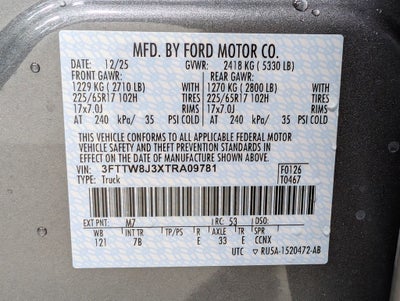 MFD. BY FORD MOTOR CO.
DATE: 12/25 GVWR: 2418 KG ( 5330 LB)
FRONT GAWR: REAR GAWR:
1229 KG ( 2710 LB) WITH 1270 KG ( 2800 LB) WITH
225/65R17 102H TIRES 225/65R17 102H TIRES
17x7.0J RIMS 17x7.0J RIMS
AT 240 kPa/ 35 PSI COLD AT 240 kPa/ 35 PSI COLD
THIS VEHICLE CONFORMS TO ALL APPLICABLE FEDERAL MOTOR
VEHICLE SAFETY AND THEFT PREVENTION STANDARDS IN EFFECT
ON THE DATE OF MANUFACTURE SHOWN ABOVE.
VIN: 3FTTW8J3XTRA09781 F0126
TYPE: Truck T0467
EXT PNT: M7 RC: 53 DSO:
WB INT TR TP/PS R AXLE TR SPR
121 7B E 33 E CCNX
UTC RU5A-1520472-AB